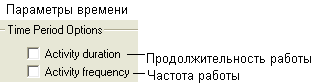 Параметры времени
Time Period Options
Activity duration
Продолжительность работы
Activity frequency
Частота работы